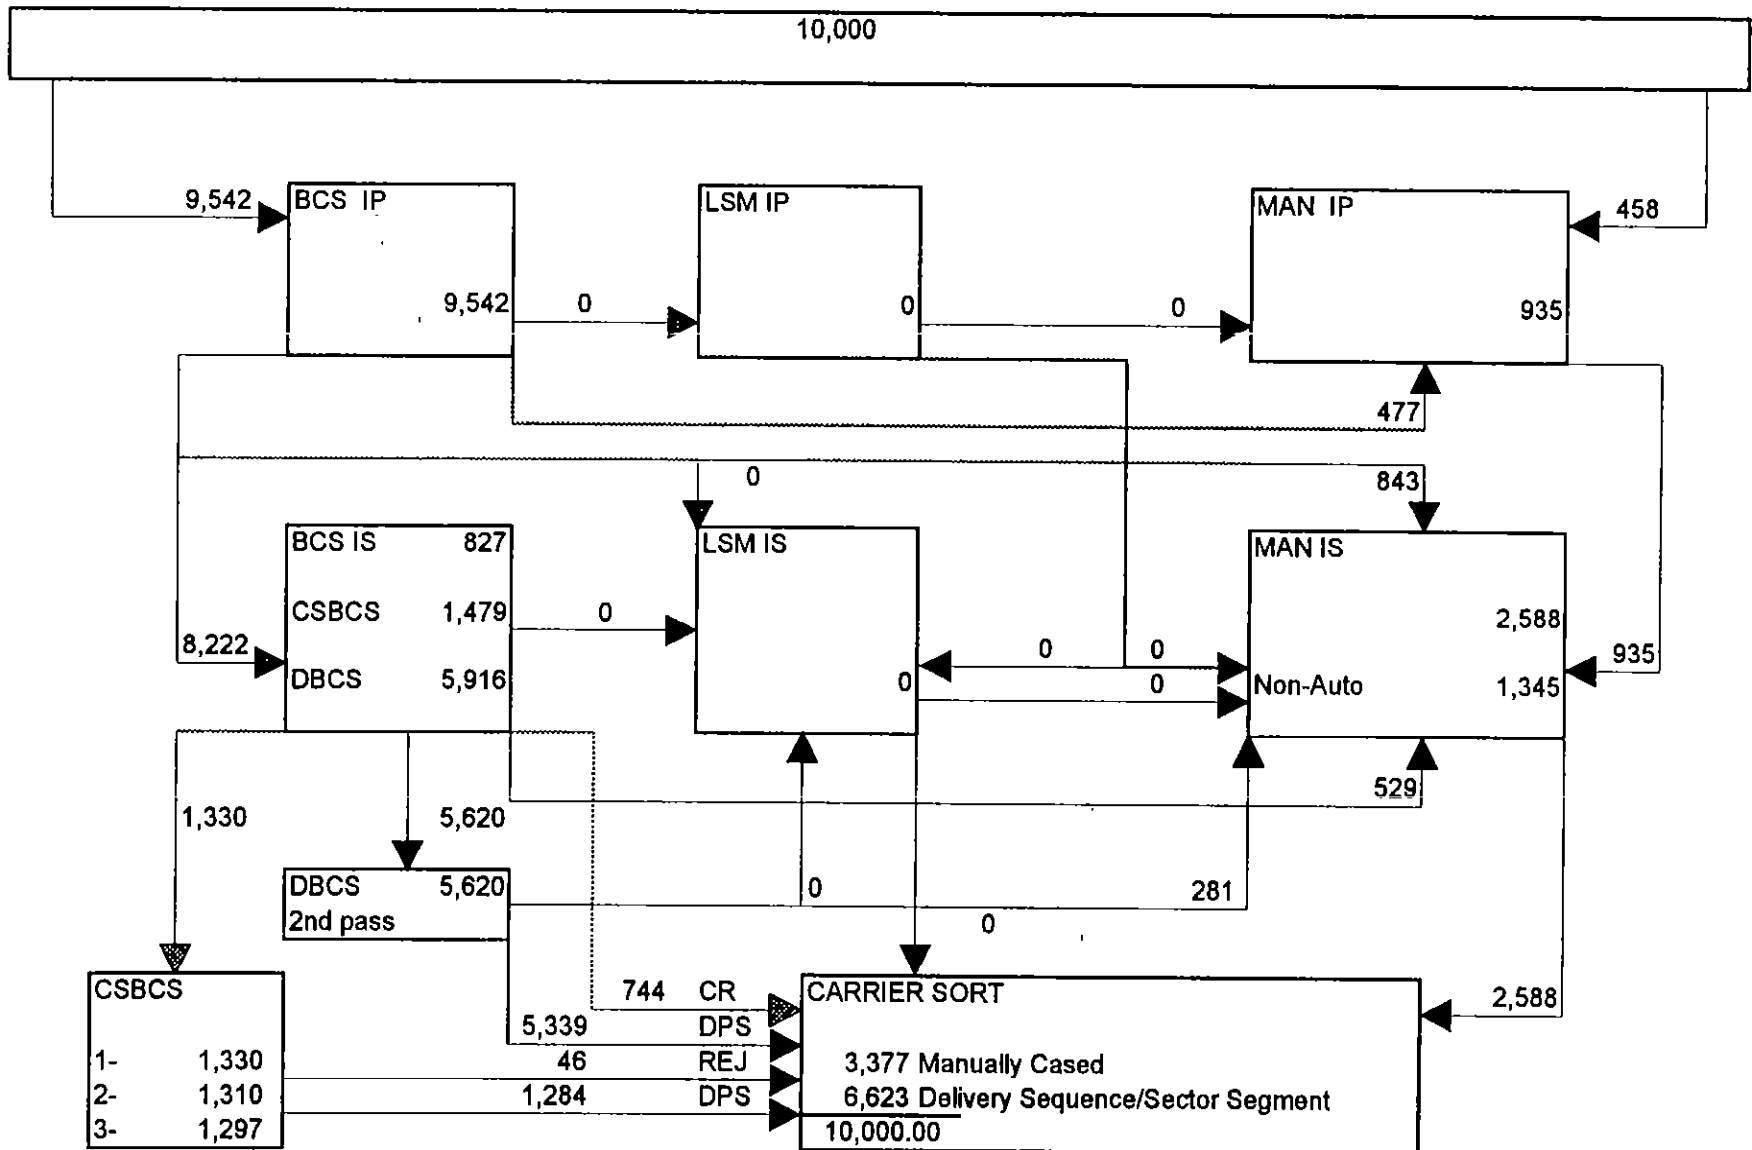 10,000
9,542
BCS IP
LSM IP
MAN IP
458
9,542
0
0
0
935
477
0
843
BCS IS 827
LSM IS
MAN IS
CSBCS 1,479
0
2,588
8,222
0
0
935
DBCS 5,916
0
0
Non-Auto 1,345
529
1,330
5,620
DBCS 5,620
0
281
2nd pass
0
CSBCS
744 CR
CARRIER SORT
2,588
5,339 DPS
1- 1,330
46 REJ
3,377 Manually Cased
2- 1,310
1,284 DPS
6,623 Delivery Sequence/Sector Segment
3- 1,297
10,000.00